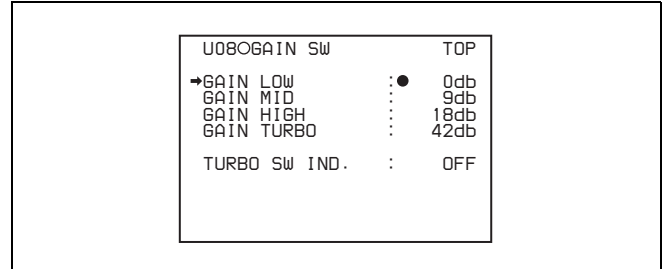 U08○GAIN SW TOP
➡GAIN LOW :● 0db
GAIN MID : 9db
GAIN HIGH : 18db
GAIN TURBO : 42db
TURBO SW IND. : OFF